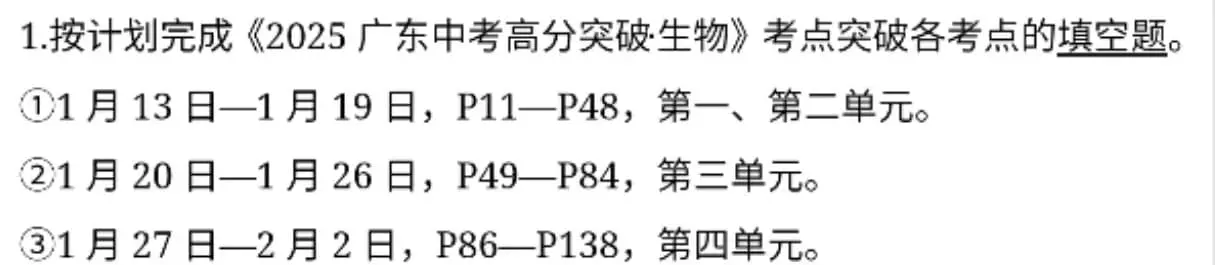 1.按计划完成《2025 广东中考高分突破·生物》考点突破各考点的填空题。
①1 月 13 日—1 月 19 日，P11—P48，第一、第二单元。
②1 月 20 日—1 月 26 日，P49—P84，第三单元。
③1 月 27 日—2 月 2 日，P86—P138，第四单元。